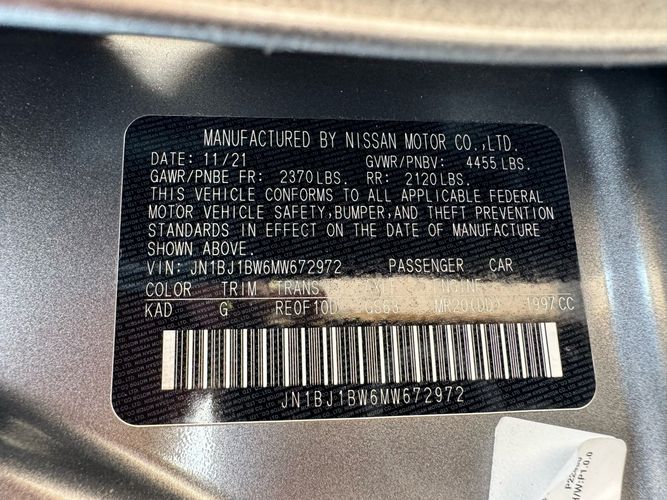 MANUFACTURED BY NISSAN MOTOR CO.,LTD.
DATE: 11/21 GVWR/PNBV: 4455 LBS.
GAWR/PNBE FR: 2370 LBS. RR: 2120 LBS.
THIS VEHICLE CONFORMS TO ALL APPLICABLE FEDERAL
MOTOR VEHICLE SAFETY,BUMPER,AND THEFT PREVENTION
STANDARDS IN EFFECT ON THE DATE OF MANUFACTURE
SHOWN ABOVE.
VIN: JN1BJ1BW6MW672972 PASSENGER CAR
COLOR TRIM TRANS AXLE ENGINE
KAD G RE0F10D GS63 MR20(DD) 1997CC
JN1BJ1BW6MW672972